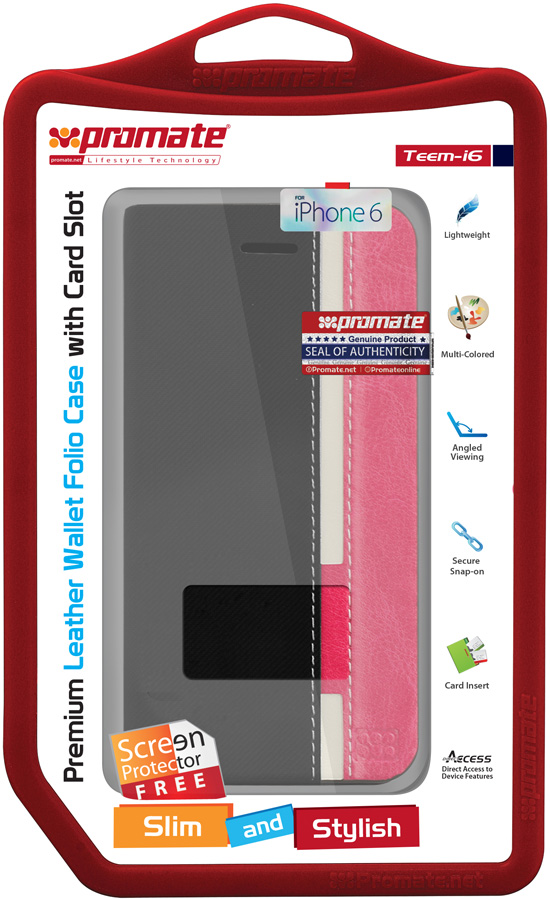 promate
promate
promate.net Lifestyle Technology
Teem-i6
Premium Leather Wallet Folio Case with Card Slot
FOR
iPhone 6
promate
Genuine Product
SEAL OF AUTHENTICITY
Promate.net | Promateonline
Lightweight
Multi-Colored
Angled
Viewing
Secure
Snap-on
Card Insert
Access
Direct Access to
Device Features
Screen
Protector
FREE
Slim and Stylish
promate
Promate.net